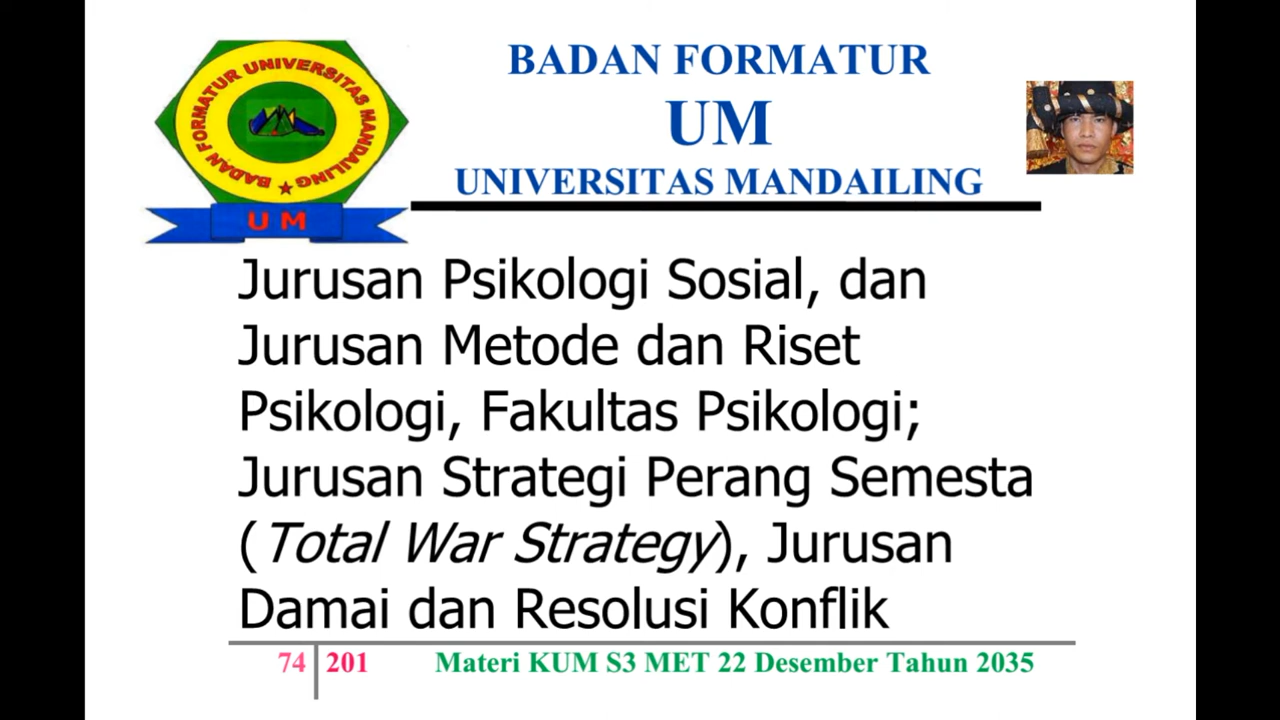 BADAN FORMATUR UNIVERSITAS MANDAILING
UM
BADAN FORMATUR
UM
UNIVERSITAS MANDAILING
Jurusan Psikologi Sosial, dan
Jurusan Metode dan Riset
Psikologi, Fakultas Psikologi;
Jurusan Strategi Perang Semesta
(Total War Strategy), Jurusan
Damai dan Resolusi Konflik
74 201 Materi KUM S3 MET 22 Desember Tahun 2035